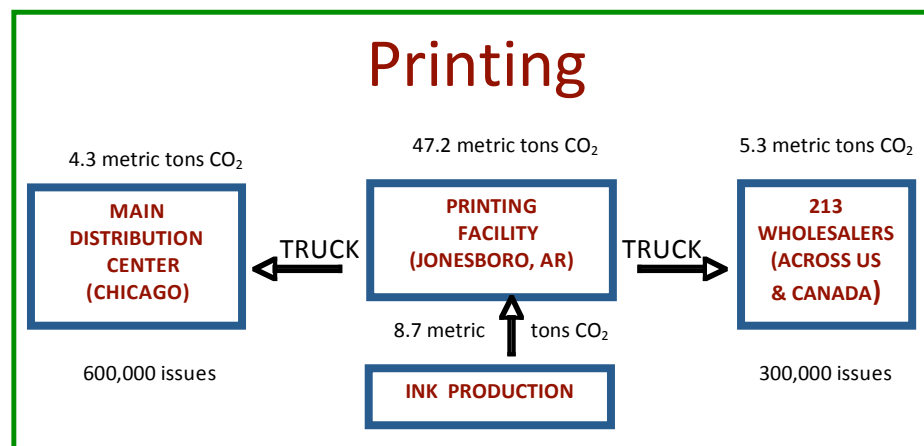 Printing
4.3 metric tons CO₂
47.2 metric tons CO₂
5.3 metric tons CO₂
MAIN
DISTRIBUTION
CENTER
(CHICAGO)
TRUCK
PRINTING
FACILITY
(JONESBORO, AR)
TRUCK
213
WHOLESALERS
(ACROSS US
& CANADA)
8.7 metric tons CO₂
600,000 issues
INK PRODUCTION
300,000 issues